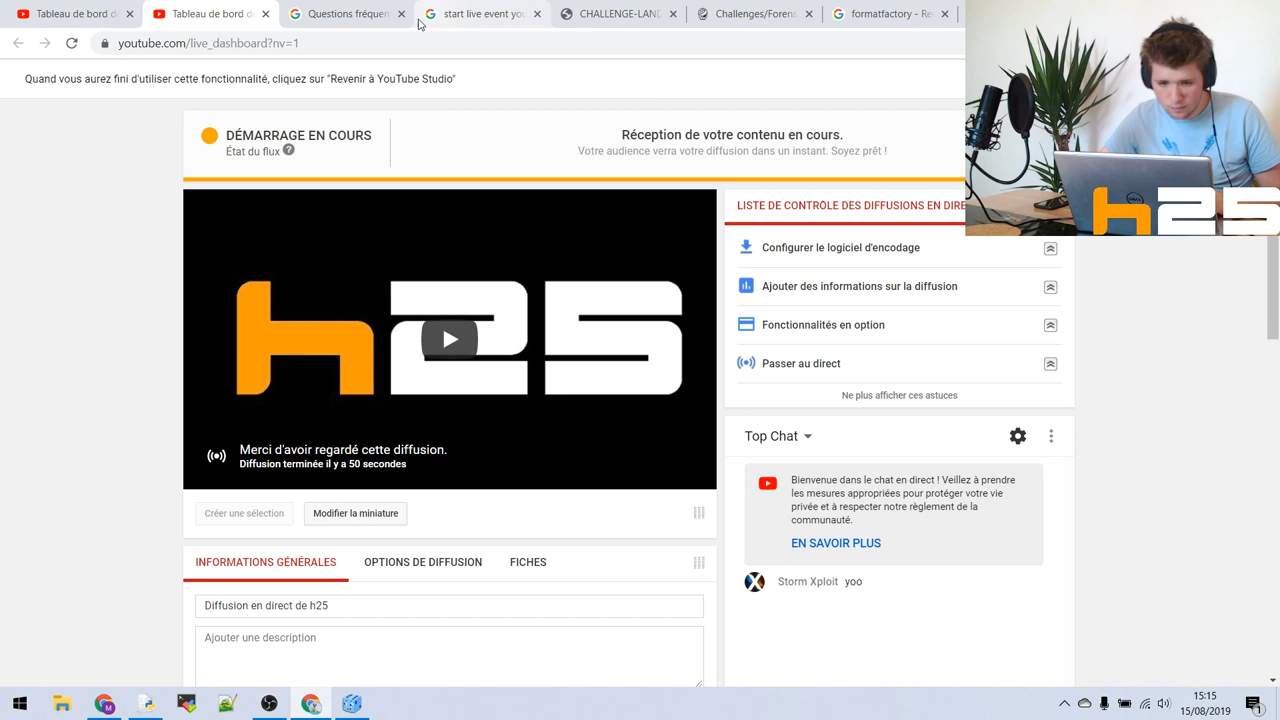 Tableau de bord de
Tableau de bord de
Questions fréquen
start live event you
CHALLENGE-LAND
Challenges/Forens
formatfactory - Re
youtube.com/live_dashboard?nv=1
Quand vous aurez fini d'utiliser cette fonctionnalité, cliquez sur "Revenir à YouTube Studio"
DÉMARRAGE EN COURS
État du flux
Réception de votre contenu en cours.
Votre audience verra votre diffusion dans un instant. Soyez prêt !
h25
LISTE DE CONTRÔLE DES DIFFUSIONS EN DIRE
Configurer le logiciel d'encodage
Ajouter des informations sur la diffusion
Fonctionnalités en option
Passer au direct
Ne plus afficher ces astuces
h25
Merci d'avoir regardé cette diffusion.
Diffusion terminée il y a 50 secondes
Créer une sélection
Modifier la miniature
Top Chat
Bienvenue dans le chat en direct ! Veillez à prendre
les mesures appropriées pour protéger votre vie
privée et à respecter notre règlement de la
communauté.
EN SAVOIR PLUS
Storm Xploit yoo
INFORMATIONS GÉNÉRALES
OPTIONS DE DIFFUSION
FICHES
Diffusion en direct de h25
Ajouter une description
15:15
15/08/2019